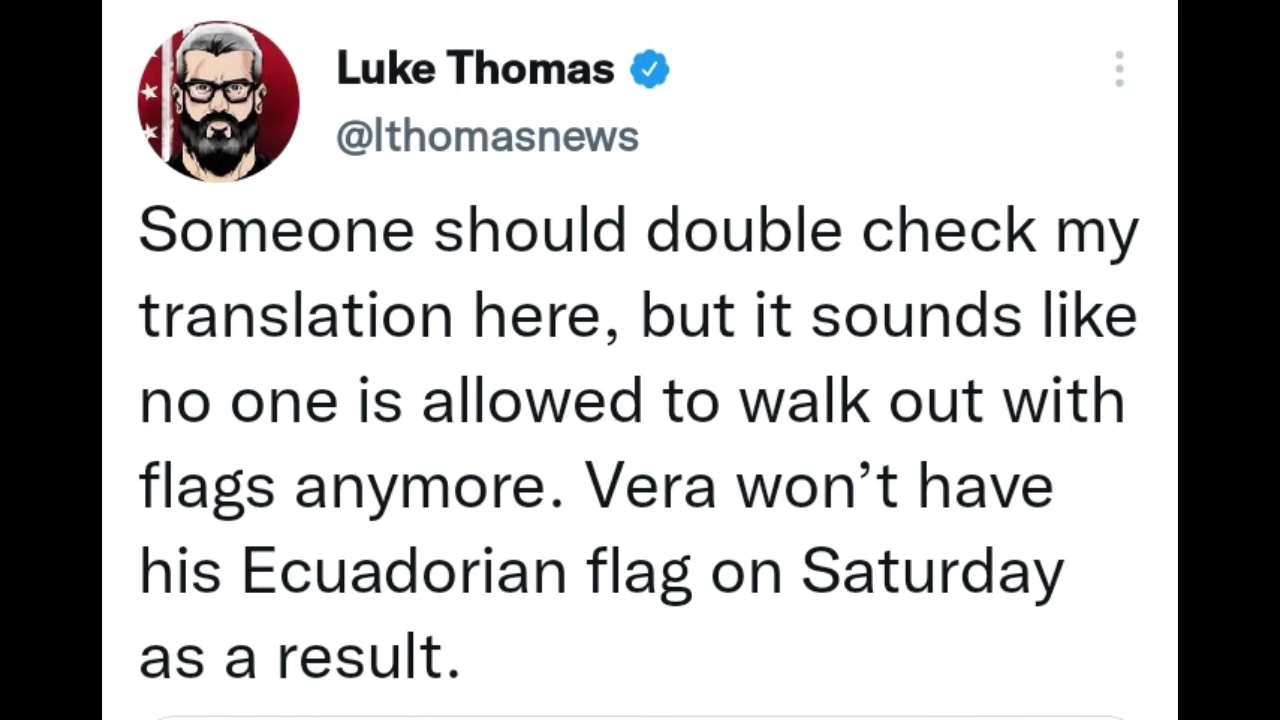 Luke Thomas
@lthomasnews
Someone should double check my
translation here, but it sounds like
no one is allowed to walk out with
flags anymore. Vera won’t have
his Ecuadorian flag on Saturday
as a result.